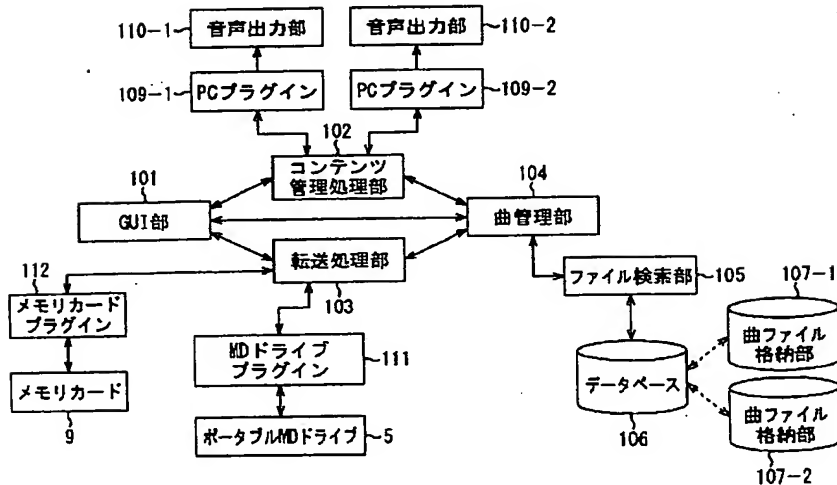 110-1
音声出力部
音声出力部
110-2
109-1
PCプラグイン
PCプラグイン
109-2
102
コンテンツ
管理処理部
101
GUI部
104
曲管理部
転送処理部
103
112
メモリカード
プラグイン
ファイル検索部
105
107-1
曲ファイル
格納部
MDドライブ
プラグイン
111
データベース
106
メモリカード
9
ポータブルMDドライブ
5
曲ファイル
格納部
107-2